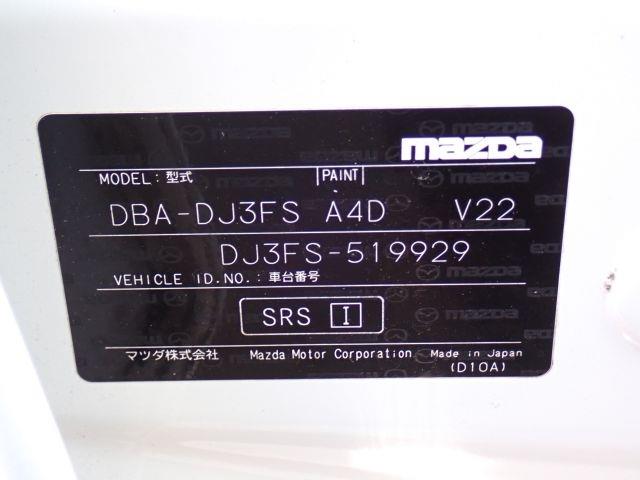 mazda
MODEL: 型式 PAINT
DBA-DJ3FS A4D V22
DJ3FS-519929
VEHICLE ID.NO.: 車台番号
SRS I
マツダ株式会社 Mazda Motor Corporation Made in Japan
(D10A)